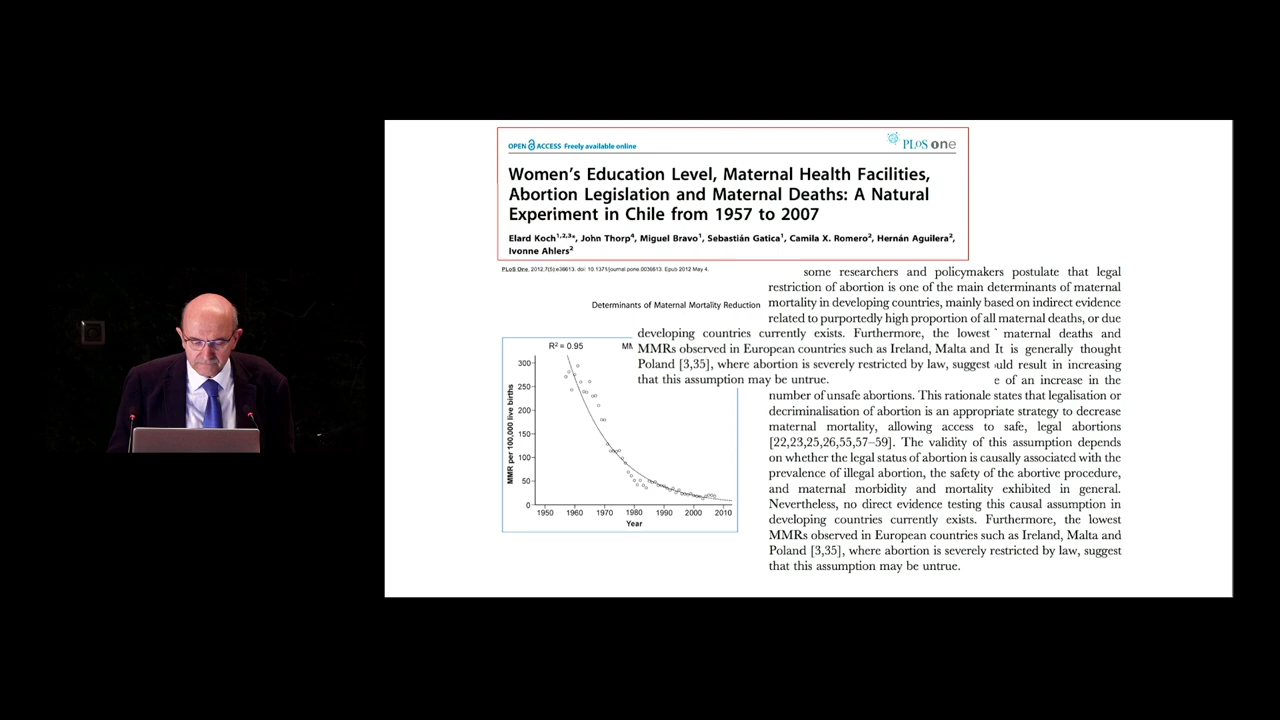 OPEN ACCESS Freely available online
PLoS one
Women's Education Level, Maternal Health Facilities,
Abortion Legislation and Maternal Deaths: A Natural
Experiment in Chile from 1957 to 2007
Elard Koch1,2,3*, John Thorp4, Miguel Bravo1, Sebastián Gatica1, Camila X. Romero2, Hernán Aguilera2,
Ivonne Ahlers2
PLoS One. 2012;7(5):e36613. doi: 10.1371/journal.pone.0036613. Epub 2012 May 4.
Determinants of Maternal Mortality Reduction
R2 = 0.95
MM
MMR per 100,000 live births
300
250
200
150
100
50
0
1950 1960 1970 1980 1990 2000 2010
Year
some researchers and policymakers postulate that legal
restriction of abortion is one of the main determinants of maternal
mortality in developing countries, mainly based on indirect evidence
related to purportedly high proportion of all maternal deaths, or due
developing countries currently exists. Furthermore, the lowest
MMRs observed in European countries such as Ireland, Malta and
Poland [3,35], where abortion is severely restricted by law, suggest
that this assumption may be untrue.
maternal deaths and
It is generally thought
uld result in increasing
e of an increase in the
number of unsafe abortions. This rationale states that legalisation or
decriminalisation of abortion is an appropriate strategy to decrease
maternal mortality, allowing access to safe, legal abortions
[22,23,25,26,55,57–59]. The validity of this assumption depends
on whether the legal status of abortion is causally associated with the
prevalence of illegal abortion, the safety of the abortive procedure,
and maternal morbidity and mortality exhibited in general.
Nevertheless, no direct evidence testing this causal assumption in
developing countries currently exists. Furthermore, the lowest
MMRs observed in European countries such as Ireland, Malta and
Poland [3,35], where abortion is severely restricted by law, suggest
that this assumption may be untrue.